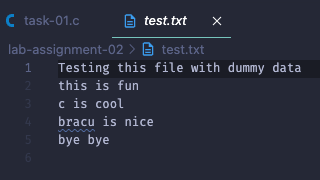 task-01.c test.txt ×
lab-assignment-02 > test.txt
1 Testing this file with dummy data
2 this is fun
3 c is cool
4 bracu is nice
5 bye bye
6